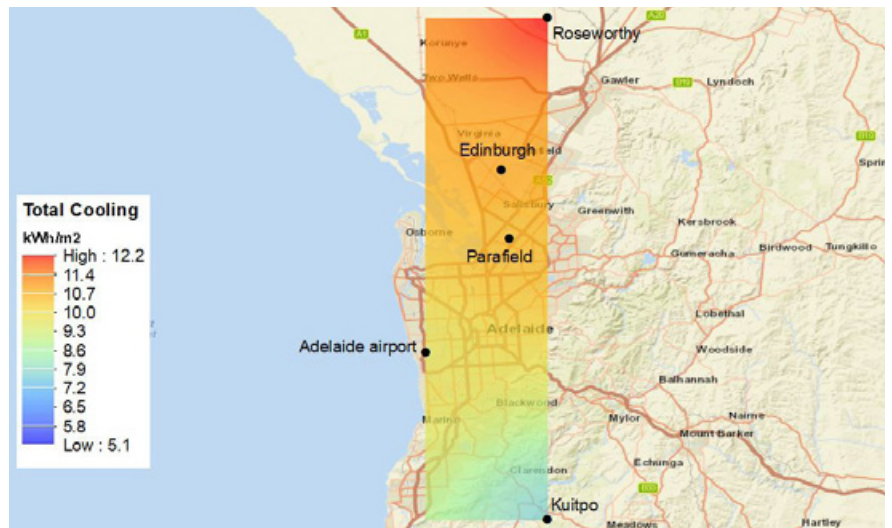 A1
A20
Korunye
Roseworthy
Two Wells
Gawler
A20
Lyndoch
Virginia
Edinburgh
Salisbury
Greenwith
Osborne
Kersbrook
Parafield
Gumeracha
Birdwood
Tungkillo
Total Cooling
kWh/m2
High : 12.2
11.4
10.7
10.0
9.3
8.6
7.9
7.2
6.5
5.8
Low : 5.1
Lobethal
Adelaide
Adelaide airport
Woodside
Balhannah
Blackwood
Marino
Mylor
Nairne
Mount Barker
Clarendon
Echunga
Kuitpo
Meadows
Hartley